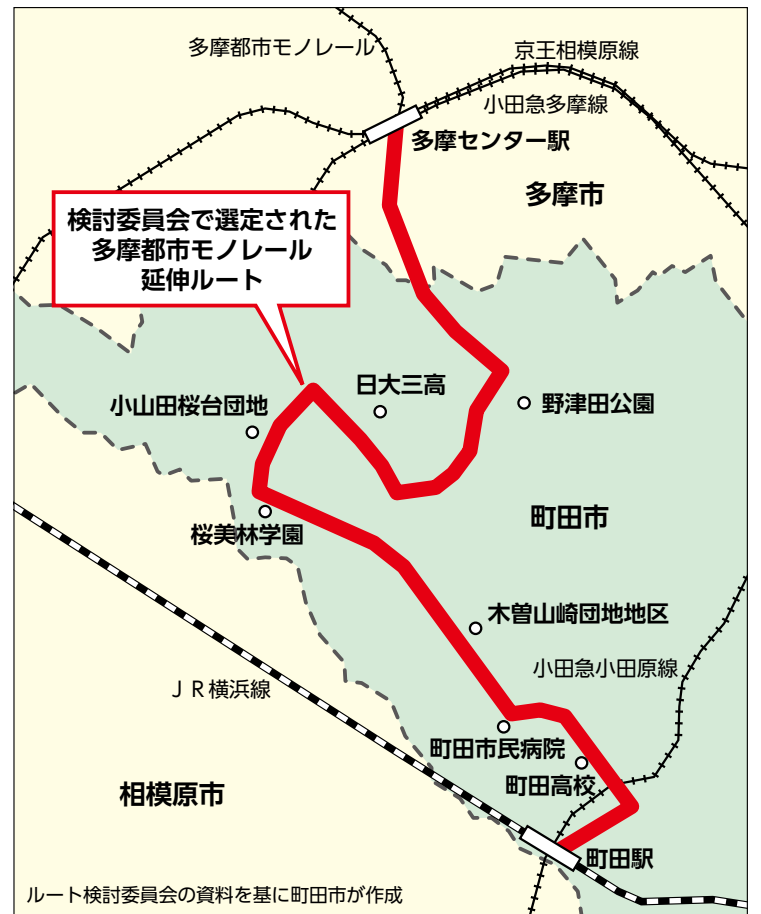 多摩都市モノレール
京王相模原線
小田急多摩線
多摩センター駅
多摩市
検討委員会で選定された
多摩都市モノレール
延伸ルート
日大三高
小山田桜台団地
野津田公園
桜美林学園
町田市
木曽山崎団地地区
小田急小田原線
ＪＲ横浜線
町田市民病院
町田高校
相模原市
町田駅
ルート検討委員会の資料を基に町田市が作成